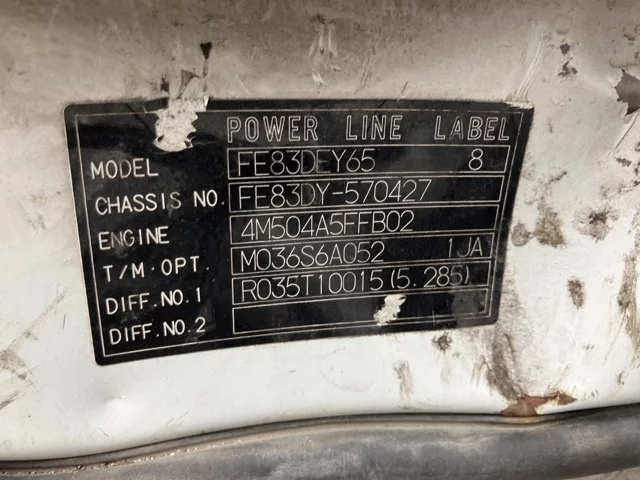 POWER LINE LABEL
MODEL FE83DEY65 8
CHASSIS NO. FE83DY-570427
ENGINE 4M504A5FFB02
T/M·OPT. M036S6A052 1JA
DIFF.NO.1 R035T10015(5.285)
DIFF.NO.2